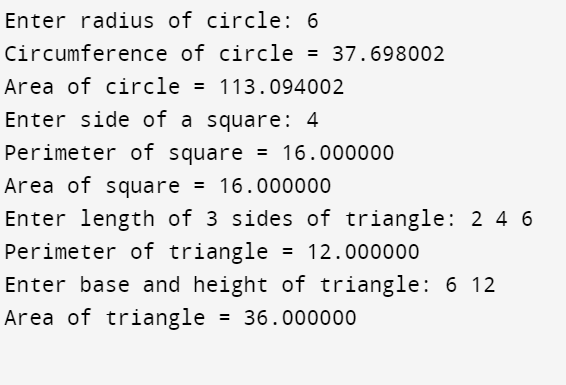 Enter radius of circle: 6
Circumference of circle = 37.698002
Area of circle = 113.094002
Enter side of a square: 4
Perimeter of square = 16.000000
Area of square = 16.000000
Enter length of 3 sides of triangle: 2 4 6
Perimeter of triangle = 12.000000
Enter base and height of triangle: 6 12
Area of triangle = 36.000000